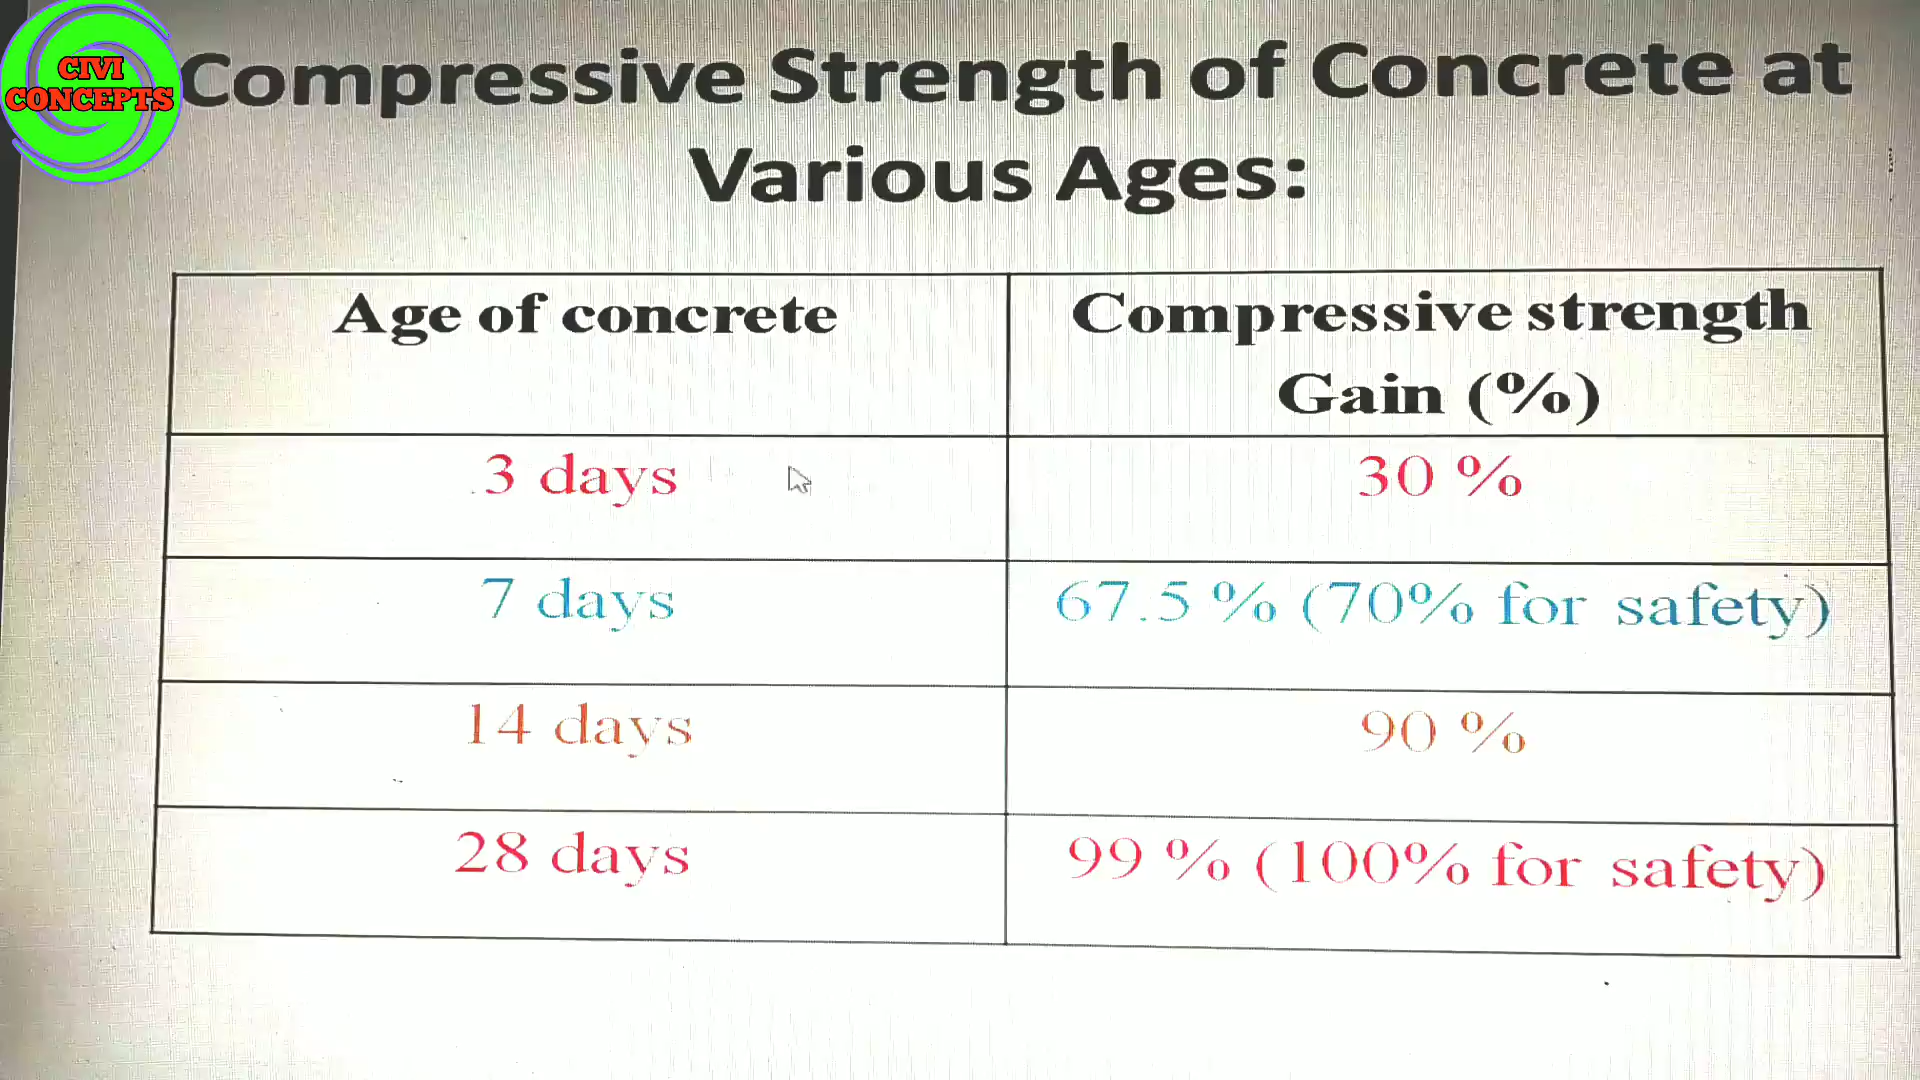 CIVI
CONCEPTS
Compressive Strength of Concrete at
Various Ages:
Age of concrete
Compressive strength
Gain (%)
3 days
30 %
7 days
67.5 % (70% for safety)
14 days
90 %
28 days
99 % (100% for safety)